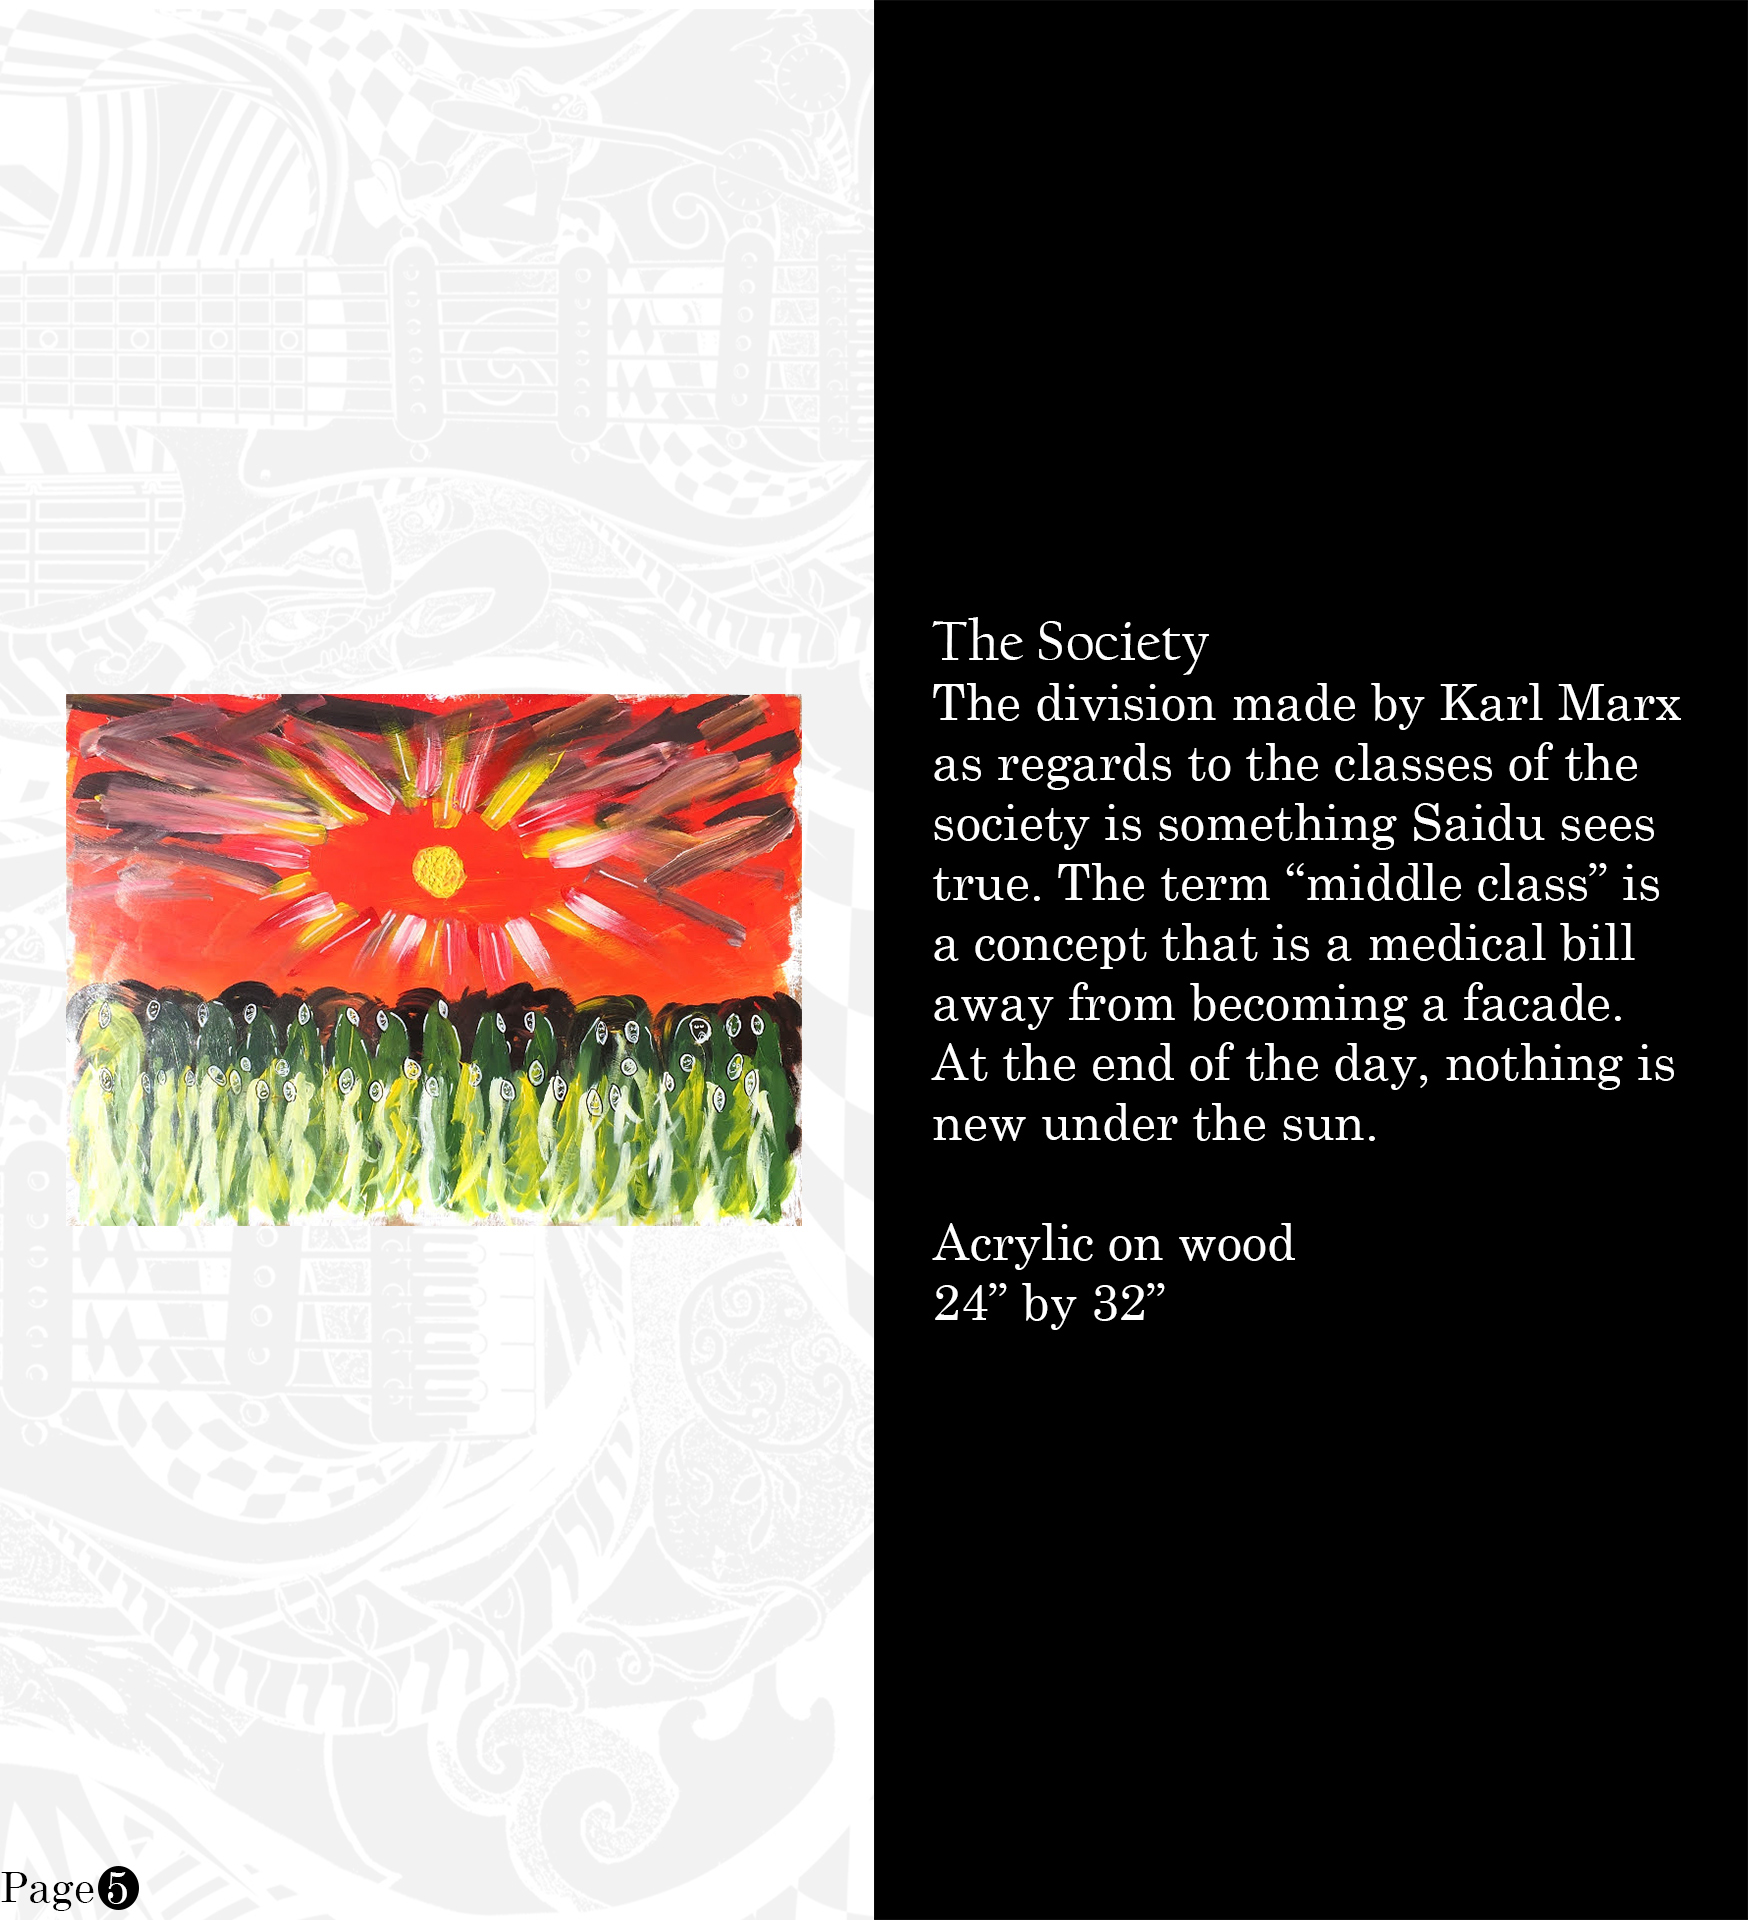 The Society
The division made by Karl Marx
as regards to the classes of the
society is something Saidu sees
true. The term “middle class” is
a concept that is a medical bill
away from becoming a facade.
At the end of the day, nothing is
new under the sun.
Acrylic on wood
24” by 32”
Page 5